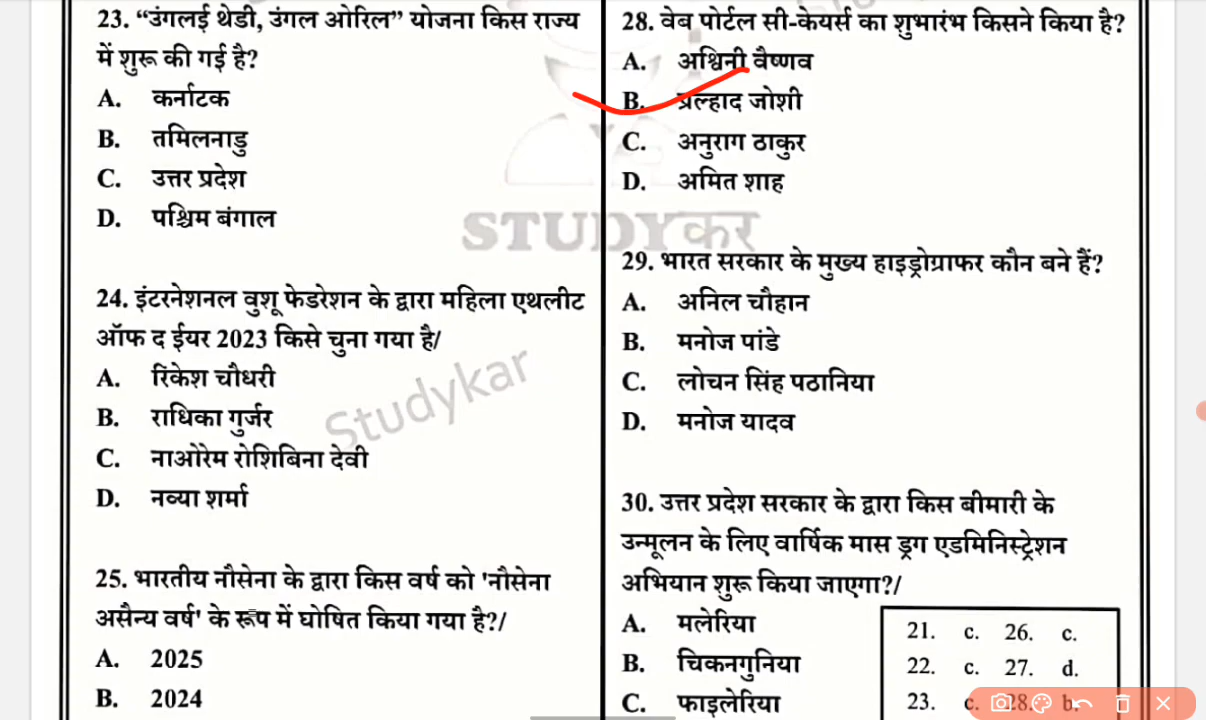 23. “उंगलई थेडी, उंगल ओरिल” योजना किस राज्य
में शुरू की गई है?
A. कर्नाटक
B. तमिलनाडु
C. उत्तर प्रदेश
D. पश्चिम बंगाल
24. इंटरनेशनल वुशू फेडरेशन के द्वारा महिला एथलीट
ऑफ द ईयर 2023 किसे चुना गया है/
A. रिंकेश चौधरी
B. राधिका गुर्जर
C. नाओरेम रोशिबिना देवी
D. नव्या शर्मा
25. भारतीय नौसेना के द्वारा किस वर्ष को 'नौसेना
असैन्य वर्ष' के रूप में घोषित किया गया है?/
A. 2025
B. 2024
28. वेब पोर्टल सी-केयर्स का शुभारंभ किसने किया है?
A. अश्विनी वैष्णव
B. प्रल्हाद जोशी
C. अनुराग ठाकुर
D. अमित शाह
29. भारत सरकार के मुख्य हाइड्रोग्राफर कौन बने हैं?
A. अनिल चौहान
B. मनोज पांडे
C. लोचन सिंह पठानिया
D. मनोज यादव
30. उत्तर प्रदेश सरकार के द्वारा किस बीमारी के
उन्मूलन के लिए वार्षिक मास ड्रग एडमिनिस्ट्रेशन
अभियान शुरू किया जाएगा?/
A. मलेरिया
B. चिकनगुनिया
C. फाइलेरिया
21. c. 26. c.
22. c. 27. d.
23. c. 28. b.
STUDYकर
Studykar